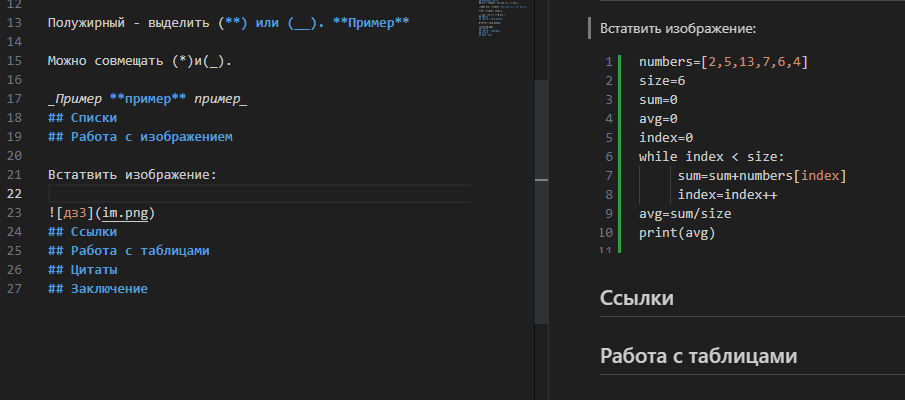 12
13 Полужирный - выделить (**) или (__). **Пример**
14
15 Можно совмещать (*)и(_).
16
17 _Пример **пример** пример_
18 ## Списки
19 ## Работа с изображением
20
21 Вставтить изображение:
22
23 ![дз3](im.png)
24 ## Ссылки
25 ## Работа с таблицами
26 ## Цитаты
27 ## Заключение
Вставтить изображение:
1 numbers=[2,5,13,7,6,4]
2 size=6
3 sum=0
4 avg=0
5 index=0
6 while index < size:
7 sum=sum+numbers[index]
8 index=index++
9 avg=sum/size
10 print(avg)
11
Ссылки
Работа с таблицами